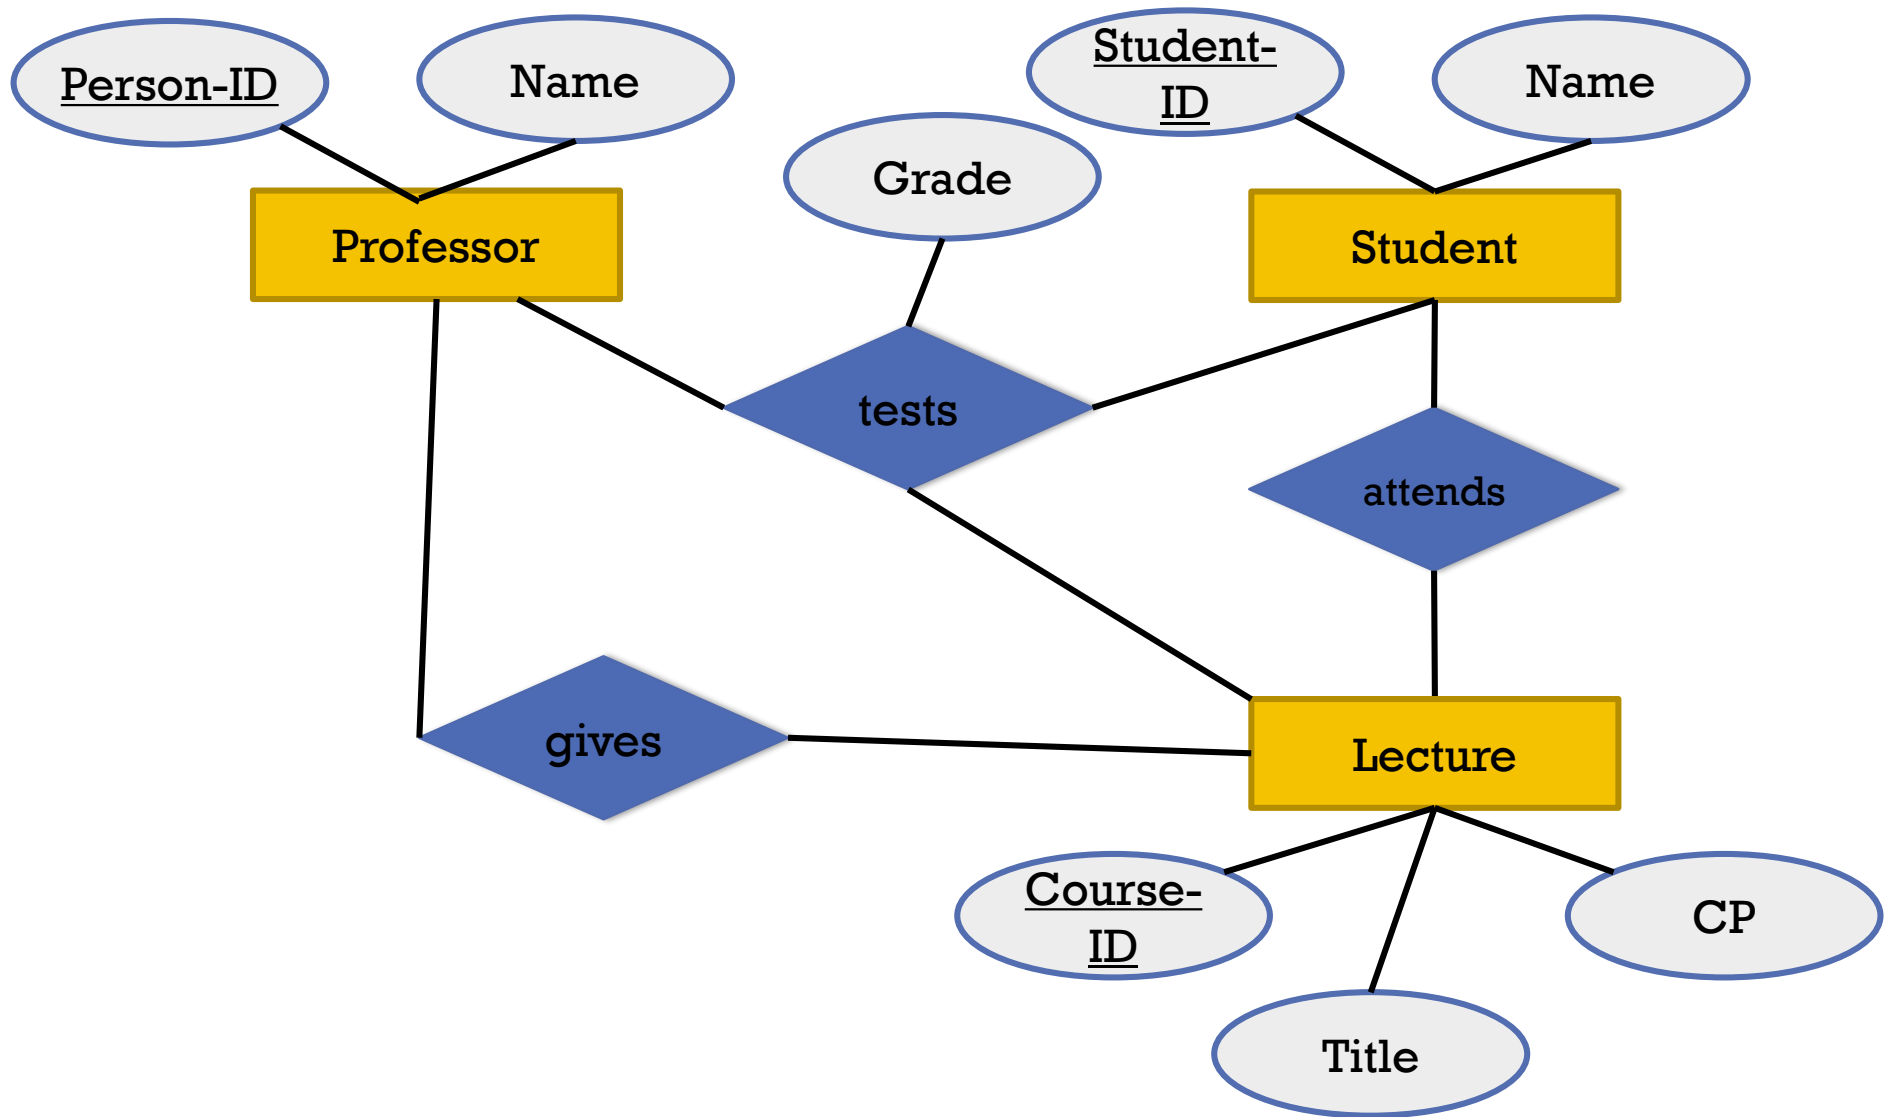 Person-ID
Name
Student-
ID
Name
Grade
Professor
Student
tests
attends
gives
Lecture
Course-
ID
CP
Title